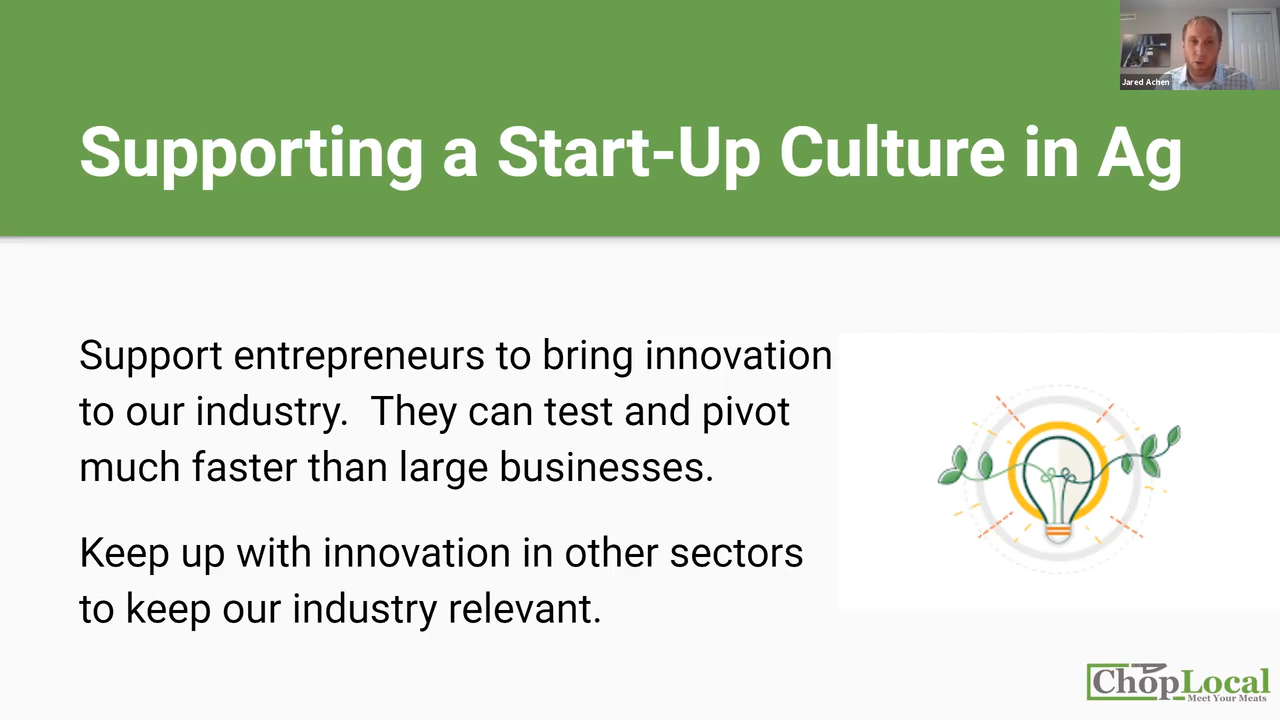 Jared Achen
Supporting a Start-Up Culture in Ag
Support entrepreneurs to bring innovation
to our industry.  They can test and pivot
much faster than large businesses.
Keep up with innovation in other sectors
to keep our industry relevant.
ChopLocal
Meet Your Meats